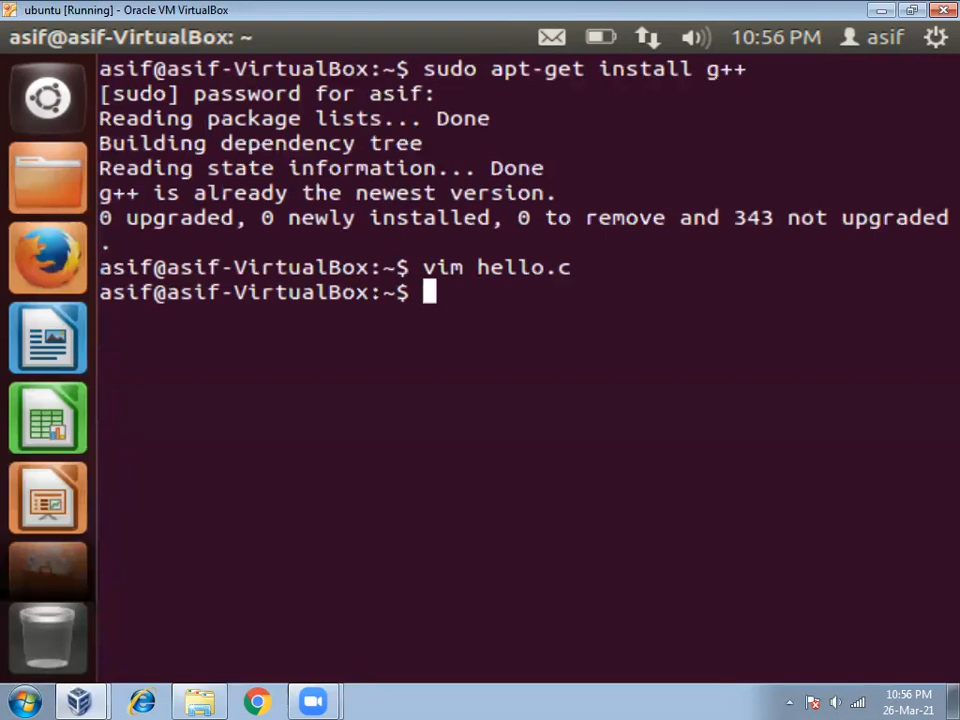 ubuntu [Running] - Oracle VM VirtualBox
asif@asif-VirtualBox: ~
10:56 PM
asif
asif@asif-VirtualBox:~$ sudo apt-get install g++
[sudo] password for asif:
Reading package lists... Done
Building dependency tree
Reading state information... Done
g++ is already the newest version.
0 upgraded, 0 newly installed, 0 to remove and 343 not upgraded
.
asif@asif-VirtualBox:~$ vim hello.c
asif@asif-VirtualBox:~$
10:56 PM
26-Mar-21